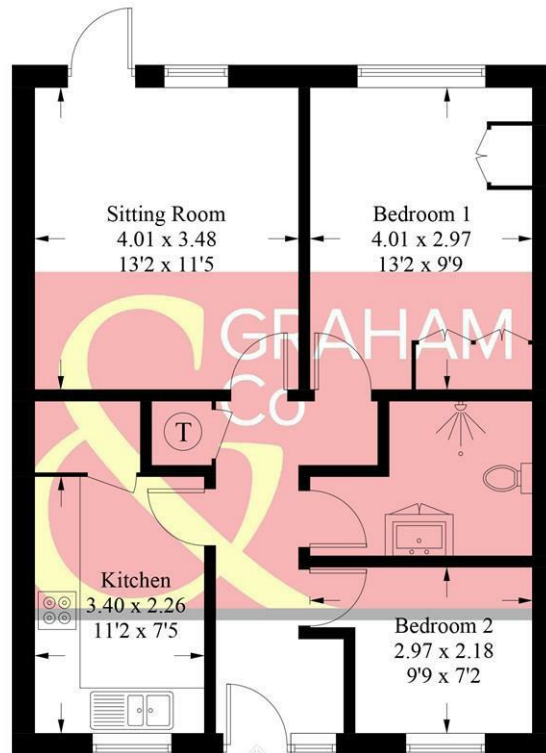 Sitting Room
4.01 x 3.48
13'2 x 11'5
Bedroom 1
4.01 x 2.97
13'2 x 9'9
&
GRAHAM
Co
T
Kitchen
3.40 x 2.26
11'2 x 7'5
Bedroom 2
2.97 x 2.18
9'9 x 7'2